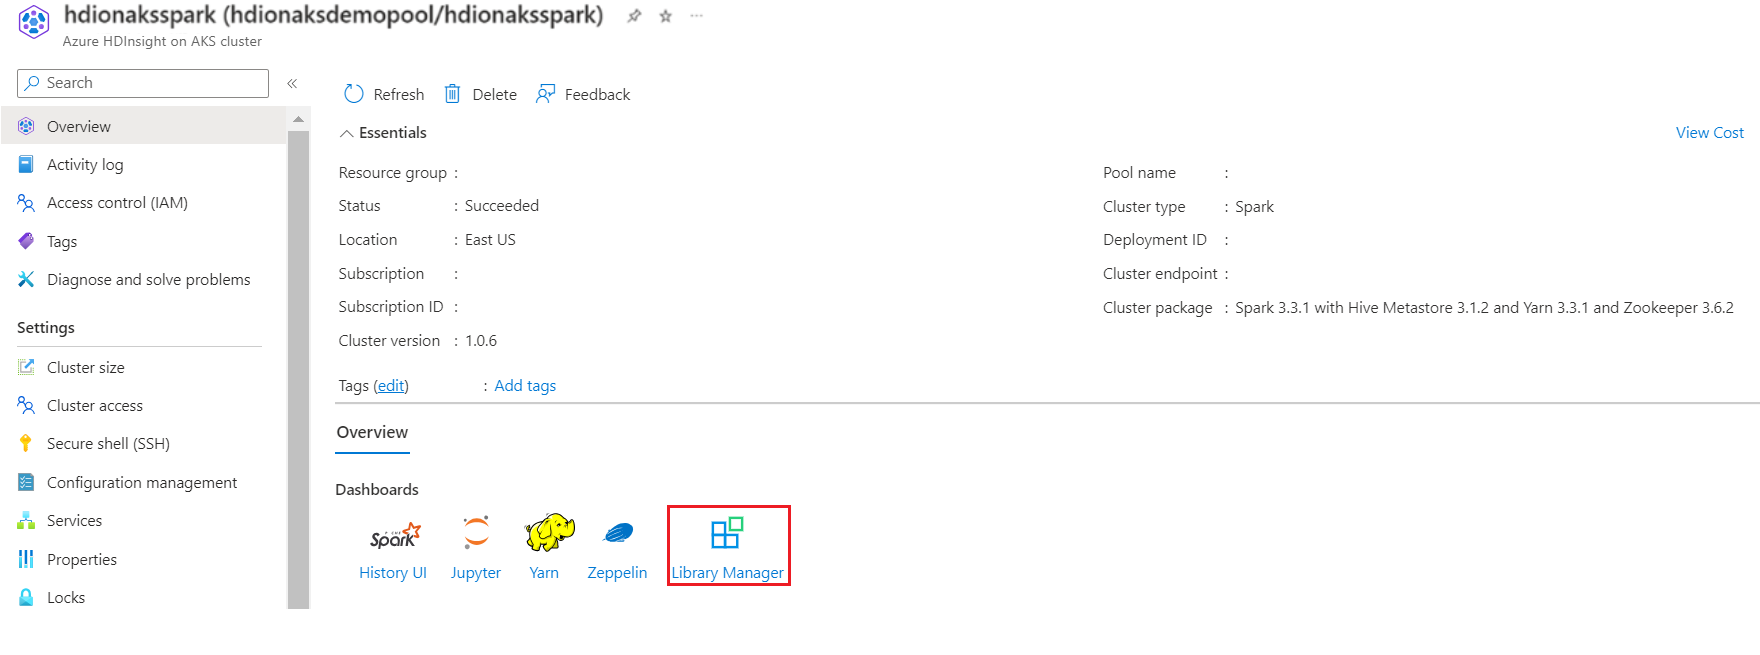 hdionaksspark (hdionaksdemopool/hdionaksspark)
Azure HDInsight on AKS cluster
Search
Overview
Activity log
Access control (IAM)
Tags
Diagnose and solve problems
Settings
Cluster size
Cluster access
Secure shell (SSH)
Configuration management
Services
Properties
Locks
Refresh Delete Feedback
Essentials
View Cost
Resource group :
Status : Succeeded
Location : East US
Subscription :
Subscription ID :
Cluster version : 1.0.6
Pool name :
Cluster type : Spark
Deployment ID :
Cluster endpoint :
Cluster package : Spark 3.3.1 with Hive Metastore 3.1.2 and Yarn 3.3.1 and Zookeeper 3.6.2
Tags (edit) : Add tags
Overview
Dashboards
Spark
History UI Jupyter Yarn Zeppelin Library Manager